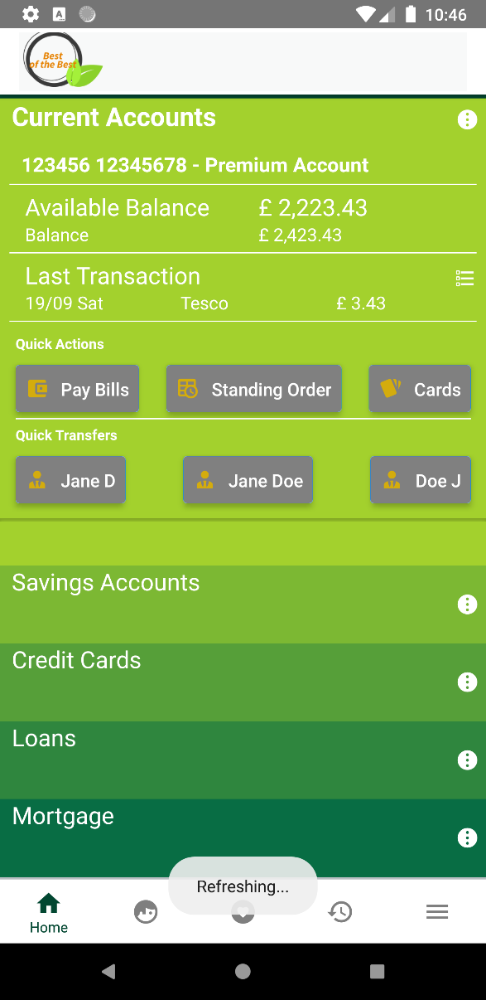 A
10:46
Best
of the Best
Current Accounts
123456 12345678 - Premium Account
Available Balance £ 2,223.43
Balance £ 2,423.43
Last Transaction
19/09 Sat Tesco £ 3.43
Quick Actions
Pay Bills Standing Order Cards
Quick Transfers
Jane D Jane Doe Doe J
Savings Accounts
Credit Cards
Loans
Mortgage
Refreshing...
Home